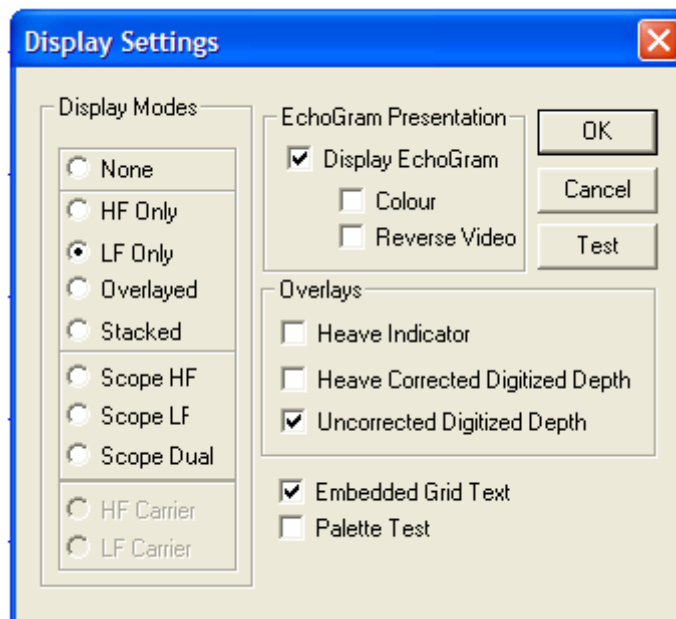 Display Settings
Display Modes
None
HF Only
LF Only
Overlayed
Stacked
Scope HF
Scope LF
Scope Dual
HF Carrier
LF Carrier
EchoGram Presentation
Display EchoGram
Colour
Reverse Video
OK
Cancel
Test
Overlays
Heave Indicator
Heave Corrected Digitized Depth
Uncorrected Digitized Depth
Embedded Grid Text
Palette Test